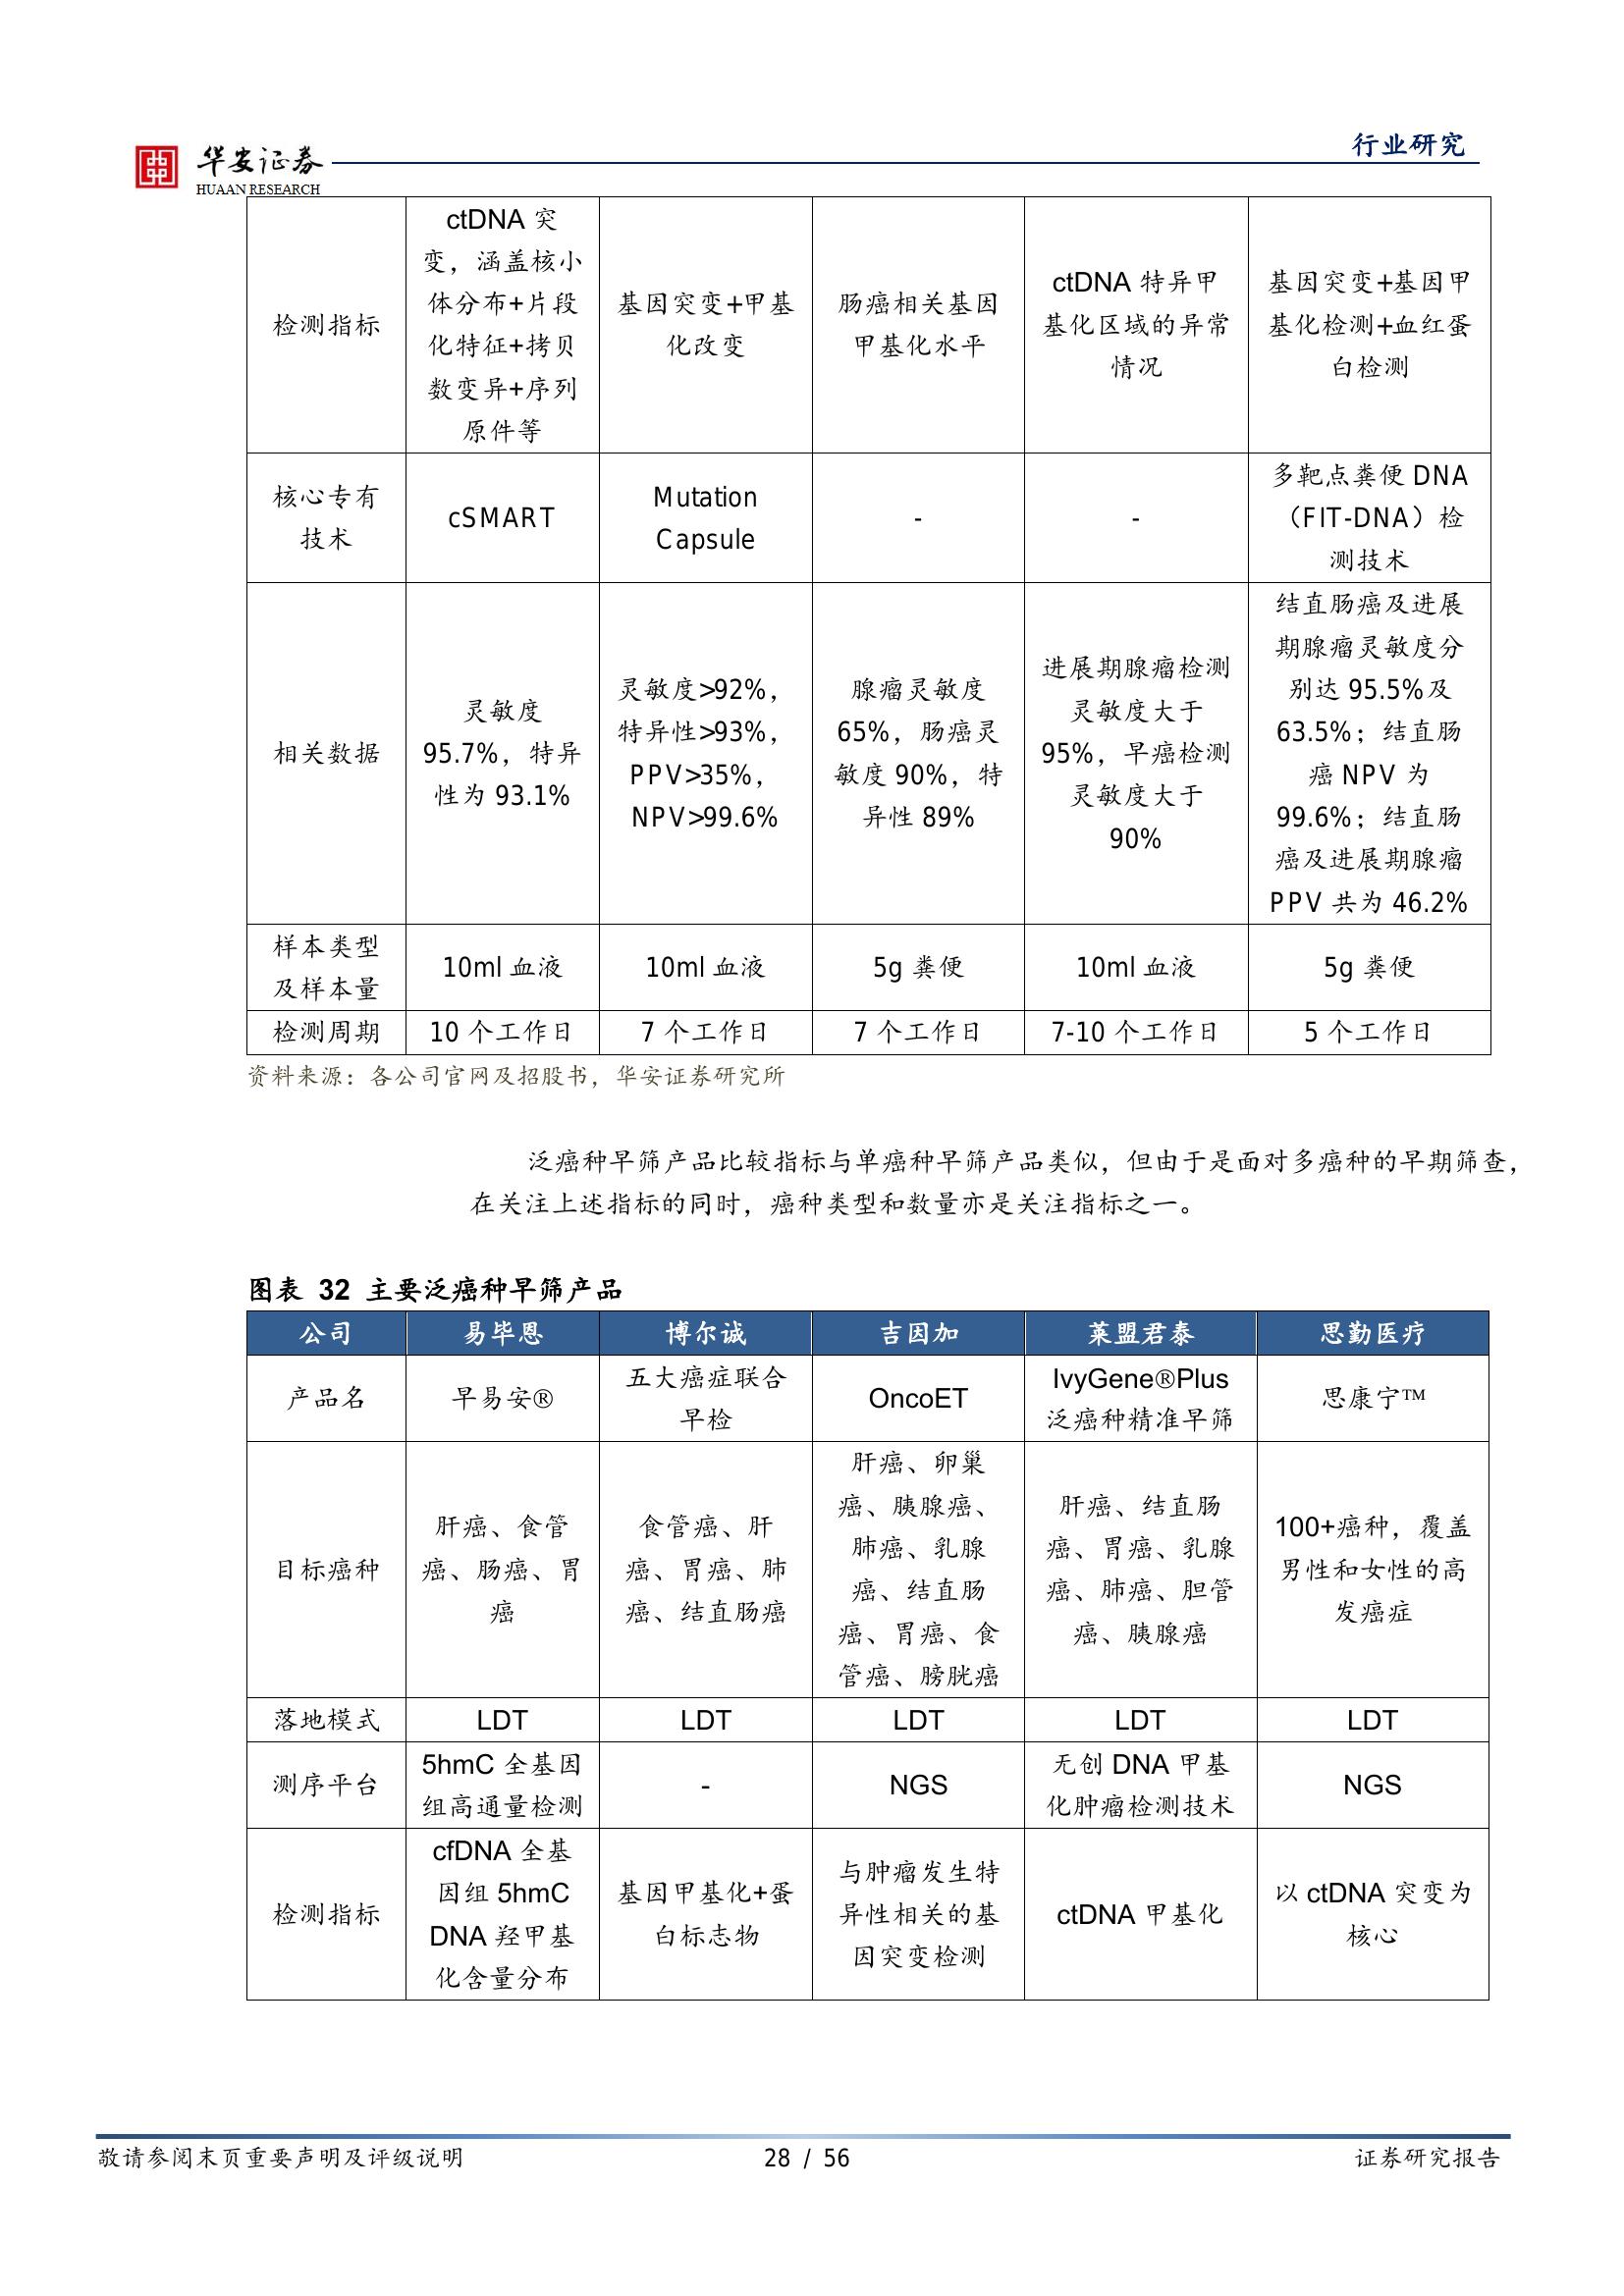 华安证券
HUAAN RESEARCH
行业研究
检测指标
ctDNA 突
变，涵盖核小
体分布+片段
化特征+拷贝
数变异+序列
原件等
基因突变+甲基
化改变
肠癌相关基因
甲基化水平
ctDNA 特异甲
基化区域的异常
情况
基因突变+基因甲
基化检测+血红蛋
白检测
核心专有
技术
cSMART
Mutation
Capsule
-
-
多靶点粪便 DNA
（FIT-DNA）检
测技术
相关数据
灵敏度
95.7%，特异
性为 93.1%
灵敏度>92%，
特异性>93%，
PPV>35%，
NPV>99.6%
腺瘤灵敏度
65%，肠癌灵
敏度 90%，特
异性 89%
进展期腺瘤检测
灵敏度大于
95%，早癌检测
灵敏度大于
90%
结直肠癌及进展
期腺瘤灵敏度分
别达 95.5%及
63.5%；结直肠
癌 NPV 为
99.6%；结直肠
癌及进展期腺瘤
PPV 共为 46.2%
样本类型
及样本量
10ml 血液
10ml 血液
5g 粪便
10ml 血液
5g 粪便
检测周期
10 个工作日
7 个工作日
7 个工作日
7-10 个工作日
5 个工作日
资料来源：各公司官网及招股书，华安证券研究所
泛癌种早筛产品比较指标与单癌种早筛产品类似，但由于是面对多癌种的早期筛查，
在关注上述指标的同时，癌种类型和数量亦是关注指标之一。
图表 32 主要泛癌种早筛产品
公司
易毕恩
博尔诚
吉因加
莱盟君泰
思勤医疗
产品名
早易安®
五大癌症联合
早检
OncoET
IvyGene®Plus
泛癌种精准早筛
思康宁™
目标癌种
肝癌、食管
癌、肠癌、胃
癌
食管癌、肝
癌、胃癌、肺
癌、结直肠癌
肝癌、卵巢
癌、胰腺癌、
肺癌、乳腺
癌、结直肠
癌、胃癌、食
管癌、膀胱癌
肝癌、结直肠
癌、胃癌、乳腺
癌、肺癌、胆管
癌、胰腺癌
100+癌种，覆盖
男性和女性的高
发癌症
落地模式
LDT
LDT
LDT
LDT
LDT
测序平台
5hmC 全基因
组高通量检测
-
NGS
无创 DNA 甲基
化肿瘤检测技术
NGS
检测指标
cfDNA 全基
因组 5hmC
DNA 羟甲基
化含量分布
基因甲基化+蛋
白标志物
与肿瘤发生特
异性相关的基
因突变检测
ctDNA 甲基化
以 ctDNA 突变为
核心
敬请参阅末页重要声明及评级说明
28 / 56
证券研究报告